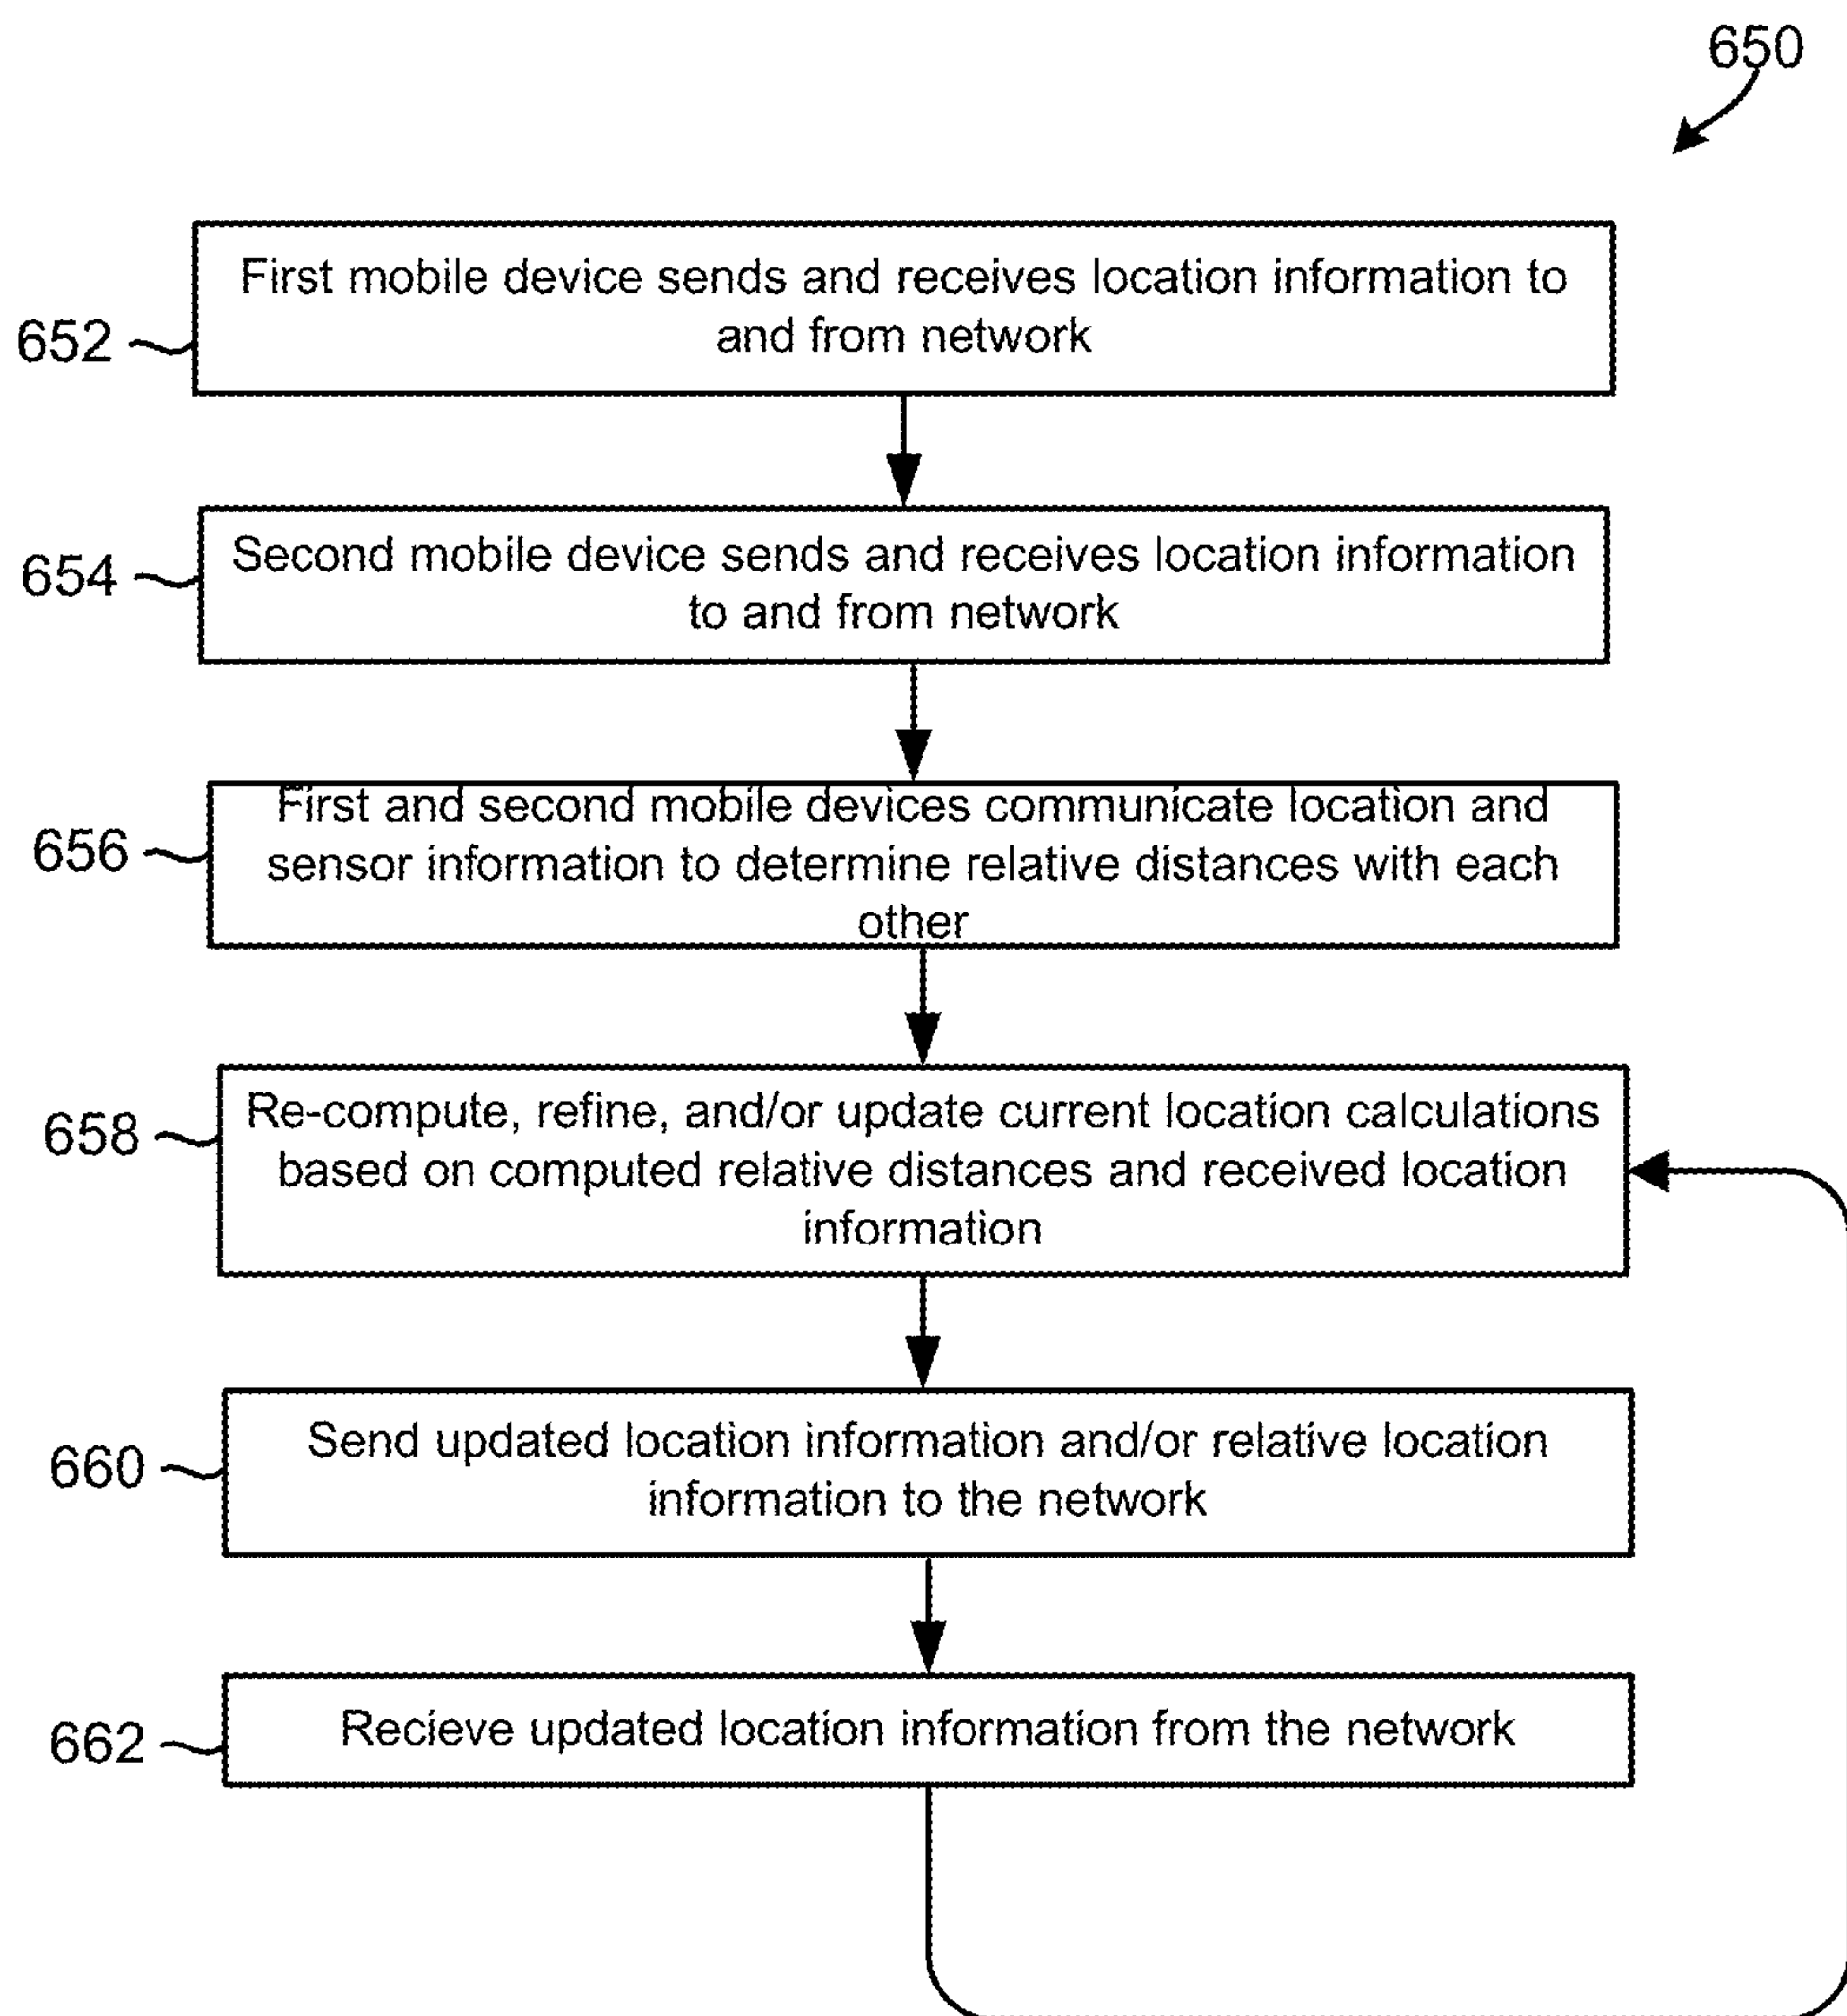 650
First mobile device sends and receives location information to
and from network
652
Second mobile device sends and receives location information
to and from network
654
First and second mobile devices communicate location and
sensor information to determine relative distances with each
other
656
Re-compute, refine, and/or update current location calculations
based on computed relative distances and received location
information
658
Send updated location information and/or relative location
information to the network
660
Recieve updated location information from the network
662